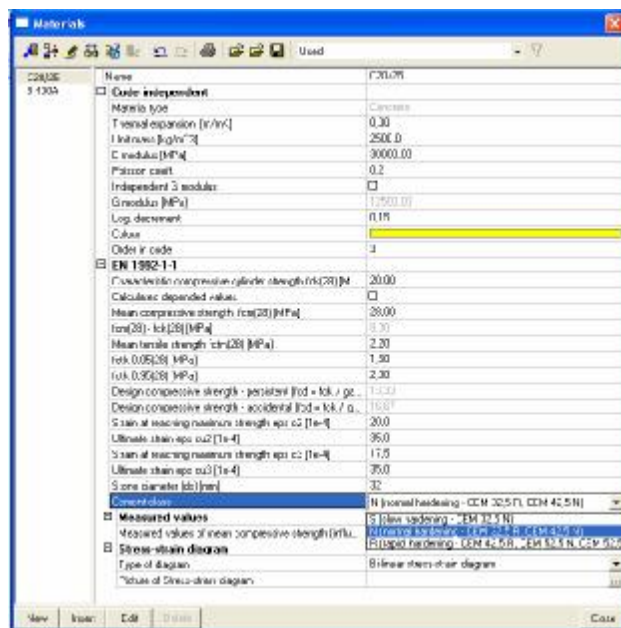 Materials
Used
C20/25
Name C20/25
Code independent
Material type Concrete
Thermal expansion [m/mK] 0,00
Unit mass [kg/m^3] 2500,0
E modulus [MPa] 30000,00
Poisson coeff. 0,2
Independent G modulus
G modulus [MPa] 12500,00
Log. decrement 0,15
Colour
Order in code 3
EN 1992-1-1
Characteristic compressive cylinder strength fck(28) [M...
20,00
Calculated depended values
Mean compressive strength fcm(28) [MPa] 28,00
fcm(28) - fck(28) [MPa] 8,00
Mean tensile strength fctm(28) [MPa] 2,20
fctk 0,05(28) [MPa] 1,50
fctk 0,95(28) [MPa] 2,90
Design compressive strength - persistent (fcd = fck / ga... 13,33
Design compressive strength - accidental (fcd = fck / g... 16,67
Strain at reaching maximum strength eps c2 [1e-4] 20,0
Ultimate strain eps cu2 [1e-4] 35,0
Strain at reaching maximum strength eps c3 [1e-4] 17,5
Ultimate strain eps cu3 [1e-4] 35,0
Stone diameter (dg) [mm] 32
Cement class N (normal hardening - CEM 32,5 R, CEM 42,5 N)
S (slow hardening - CEM 32,5 N)
Measured values N (normal hardening - CEM 32,5 R, CEM 42,5 N)
Measured values of mean compressive strength (influ... R (rapid hardening - CEM 42,5 R, CEM 52,5 N, CEM 52,5
Stress-strain diagram
Type of diagram Bi-linear stress-strain diagram
Picture of Stress-strain diagram
New Insert Edit Delete Close